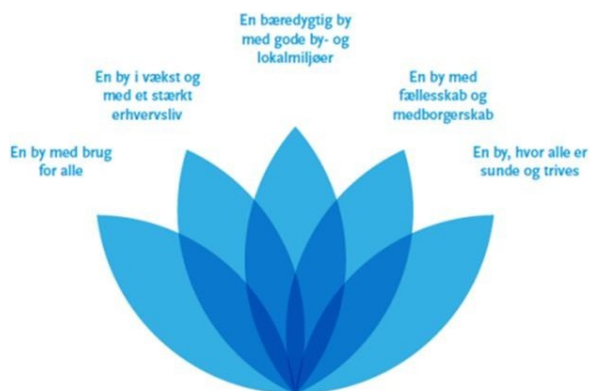 En by med brug
for alle
En by i vækst og
med et stærkt
erhvervsliv
En bæredygtig by
med gode by- og
lokalmiljøer
En by med
fællesskab og
medborgerskab
En by, hvor alle er
sunde og trives